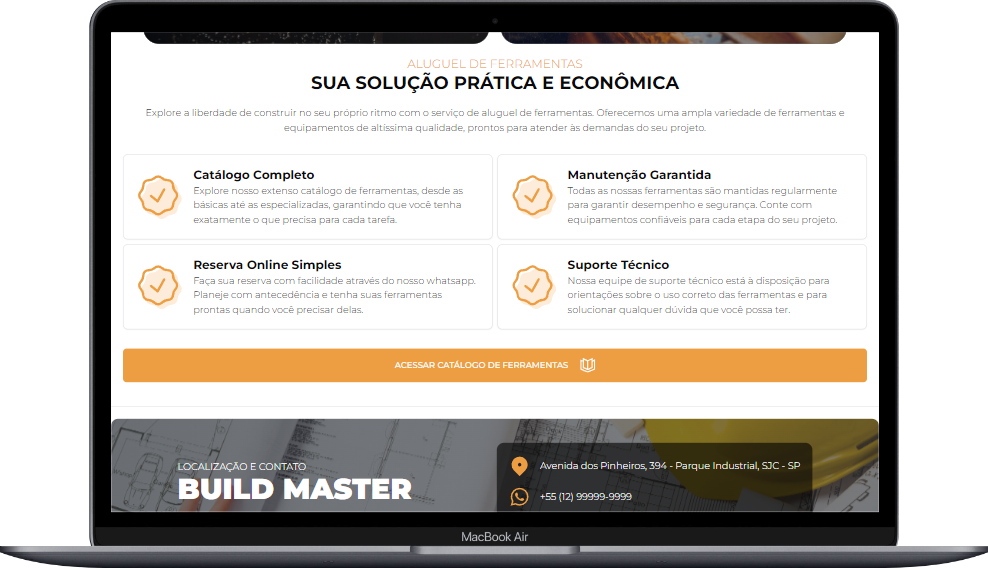 ALUGUEL DE FERRAMENTAS
SUA SOLUÇÃO PRÁTICA E ECONÔMICA
Explore a liberdade de construir no seu próprio ritmo com o serviço de aluguel de ferramentas. Oferecemos uma ampla variedade de ferramentas e
equipamentos de altíssima qualidade, prontos para atender às demandas do seu projeto.
Catálogo Completo
Explore nosso extenso catálogo de ferramentas, desde as
básicas até as especializadas, garantindo que você tenha
exatamente o que precisa para cada tarefa.
Manutenção Garantida
Todas as nossas ferramentas são mantidas regularmente
para garantir desempenho e segurança. Conte com
equipamentos confiáveis para cada etapa do seu projeto.
Reserva Online Simples
Faça sua reserva com facilidade através do nosso whatsapp.
Planeje com antecedência e tenha suas ferramentas
prontas quando você precisar delas.
Suporte Técnico
Nossa equipe de suporte técnico está à disposição para
orientações sobre o uso correto das ferramentas e para
solucionar qualquer dúvida que você possa ter.
ACESSAR CATÁLOGO DE FERRAMENTAS
LOCALIZAÇÃO E CONTATO
BUILD MASTER
Avenida dos Pinheiros, 394 - Parque Industrial, SJC - SP
+55 (12) 99999-9999
MacBook Air